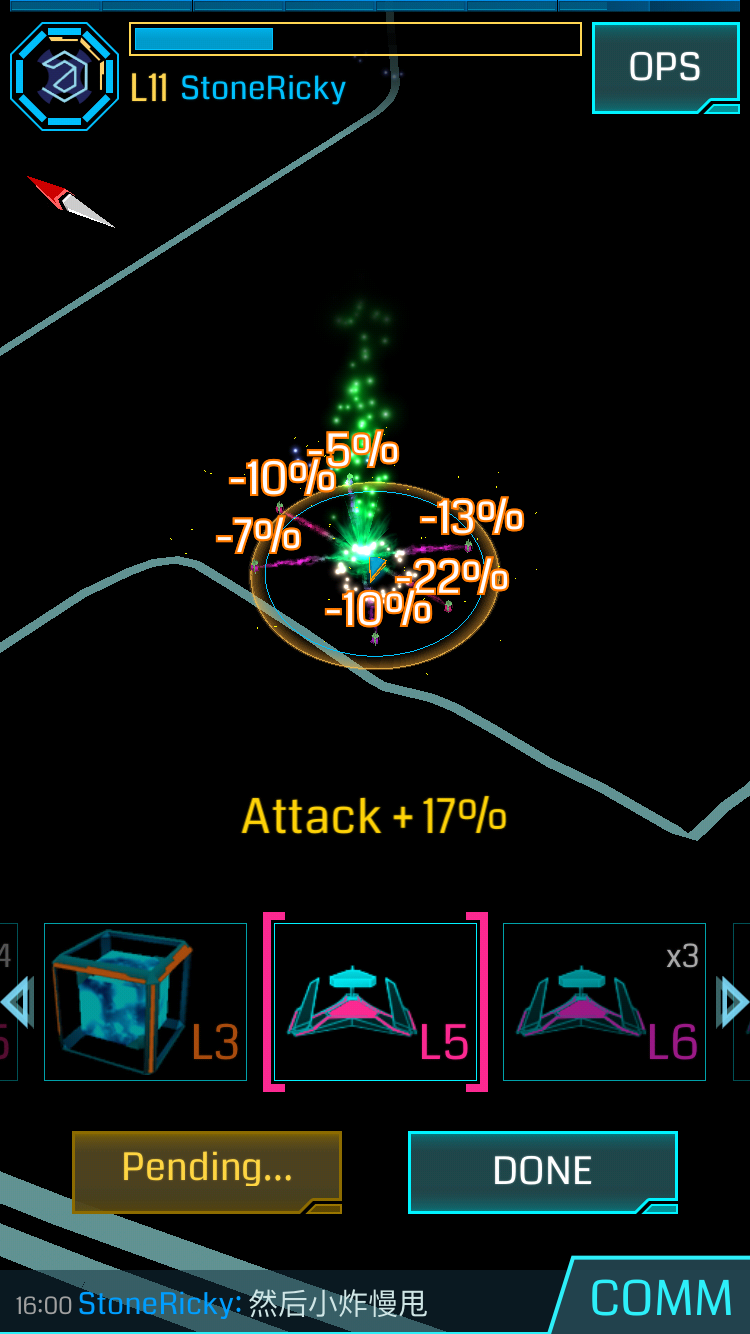 OPS
L11 StoneRicky
-5%
-10%
-13%
-7%
-22%
-10%
Attack + 17%
4
x3
L3
L5
L6
Pending...
DONE
16:00 StoneRicky: 然后小炸慢甩
COMM